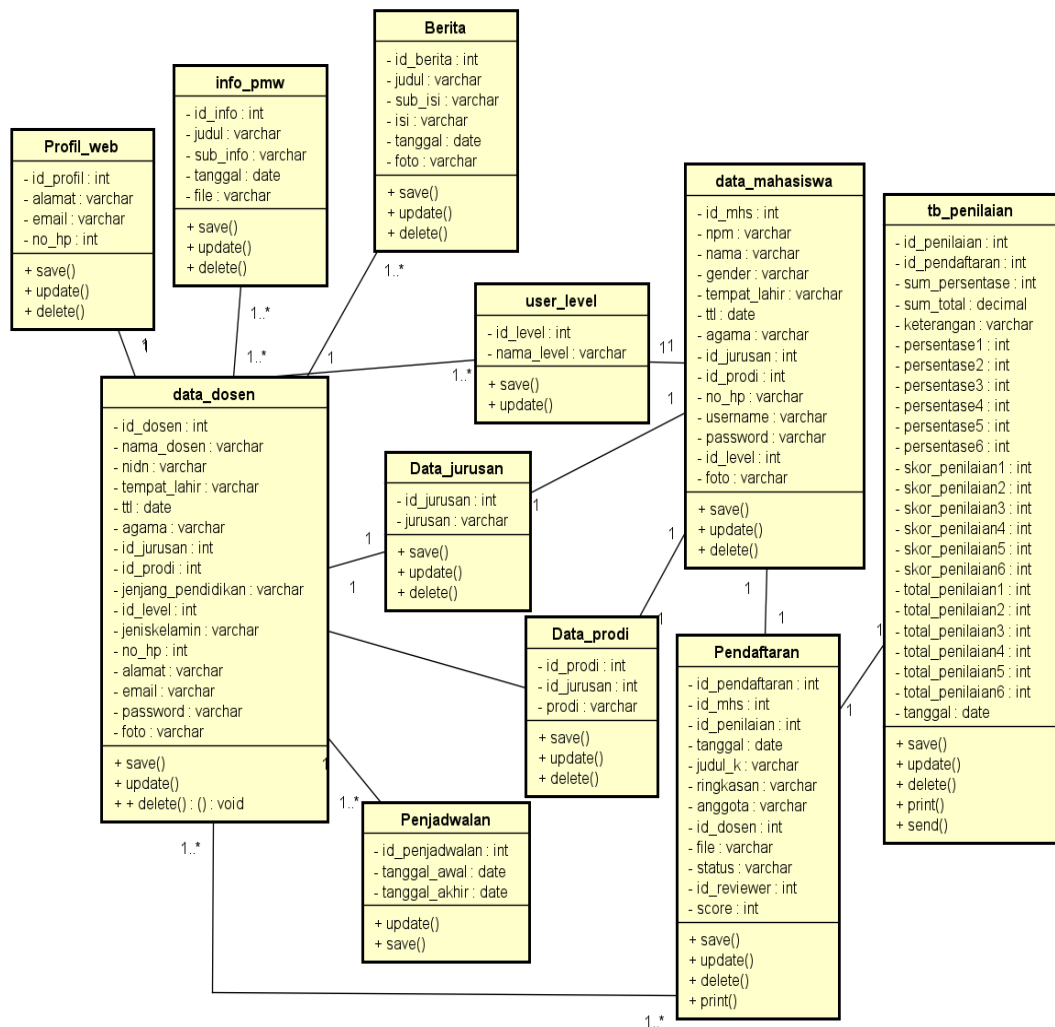 Berita
- id_berita : int
- judul : varchar
- sub_isi : varchar
- isi : varchar
- tanggal : date
- foto : varchar
+ save()
+ update()
+ delete()
1..*
info_pmw
- id_info : int
- judul : varchar
- sub_info : varchar
- tanggal : date
- file : varchar
+ save()
+ update()
+ delete()
1..*
Profil_web
- id_profil : int
- alamat : varchar
- email : varchar
- no_hp : int
+ save()
+ update()
+ delete()
1
1
1..*
1
user_level
- id_level : int
- nama_level : varchar
+ save()
+ update()
1..*
1
1
data_mahasiswa
- id_mhs : int
- npm : varchar
- nama : varchar
- gender : varchar
- tempat_lahir : varchar
- ttl : date
- agama : varchar
- id_jurusan : int
- id_prodi : int
- no_hp : varchar
- username : varchar
- password : varchar
- id_level : int
- foto : varchar
+ save()
+ update()
+ delete()
1
1
1
tb_penilaian
- id_penilaian : int
- id_pendaftaran : int
- sum_persentase : int
- sum_total : decimal
- keterangan : varchar
- persentase1 : int
- persentase2 : int
- persentase3 : int
- persentase4 : int
- persentase5 : int
- persentase6 : int
- skor_penilaian1 : int
- skor_penilaian2 : int
- skor_penilaian3 : int
- skor_penilaian4 : int
- skor_penilaian5 : int
- skor_penilaian6 : int
- total_penilaian1 : int
- total_penilaian2 : int
- total_penilaian3 : int
- total_penilaian4 : int
- total_penilaian5 : int
- total_penilaian6 : int
- tanggal : date
+ save()
+ update()
+ delete()
+ print()
+ send()
1
data_dosen
- id_dosen : int
- nama_dosen : varchar
- nidn : varchar
- tempat_lahir : varchar
- ttl : date
- agama : varchar
- id_jurusan : int
- id_prodi : int
- jenjang_pendidikan : varchar
- id_level : int
- jeniskelamin : varchar
- no_hp : int
- alamat : varchar
- email : varchar
- password : varchar
- foto : varchar
+ save()
+ update()
+ + delete() : () : void
1
1
1..*
Data_jurusan
- id_jurusan : int
- jurusan : varchar
+ save()
+ update()
+ delete()
1
1
Data_prodi
- id_prodi : int
- id_jurusan : int
- prodi : varchar
+ save()
+ update()
+ delete()
1
Penjadwalan
- id_penjadwalan : int
- tanggal_awal : date
- tanggal_akhir : date
+ update()
+ save()
1..*
Pendaftaran
- id_pendaftaran : int
- id_mhs : int
- id_penilaian : int
- tanggal : date
- judul_k : varchar
- ringkasan : varchar
- anggota : varchar
- id_dosen : int
- file : varchar
- status : varchar
- id_reviewer : int
- score : int
+ save()
+ update()
+ delete()
+ print()
1
1
1..*